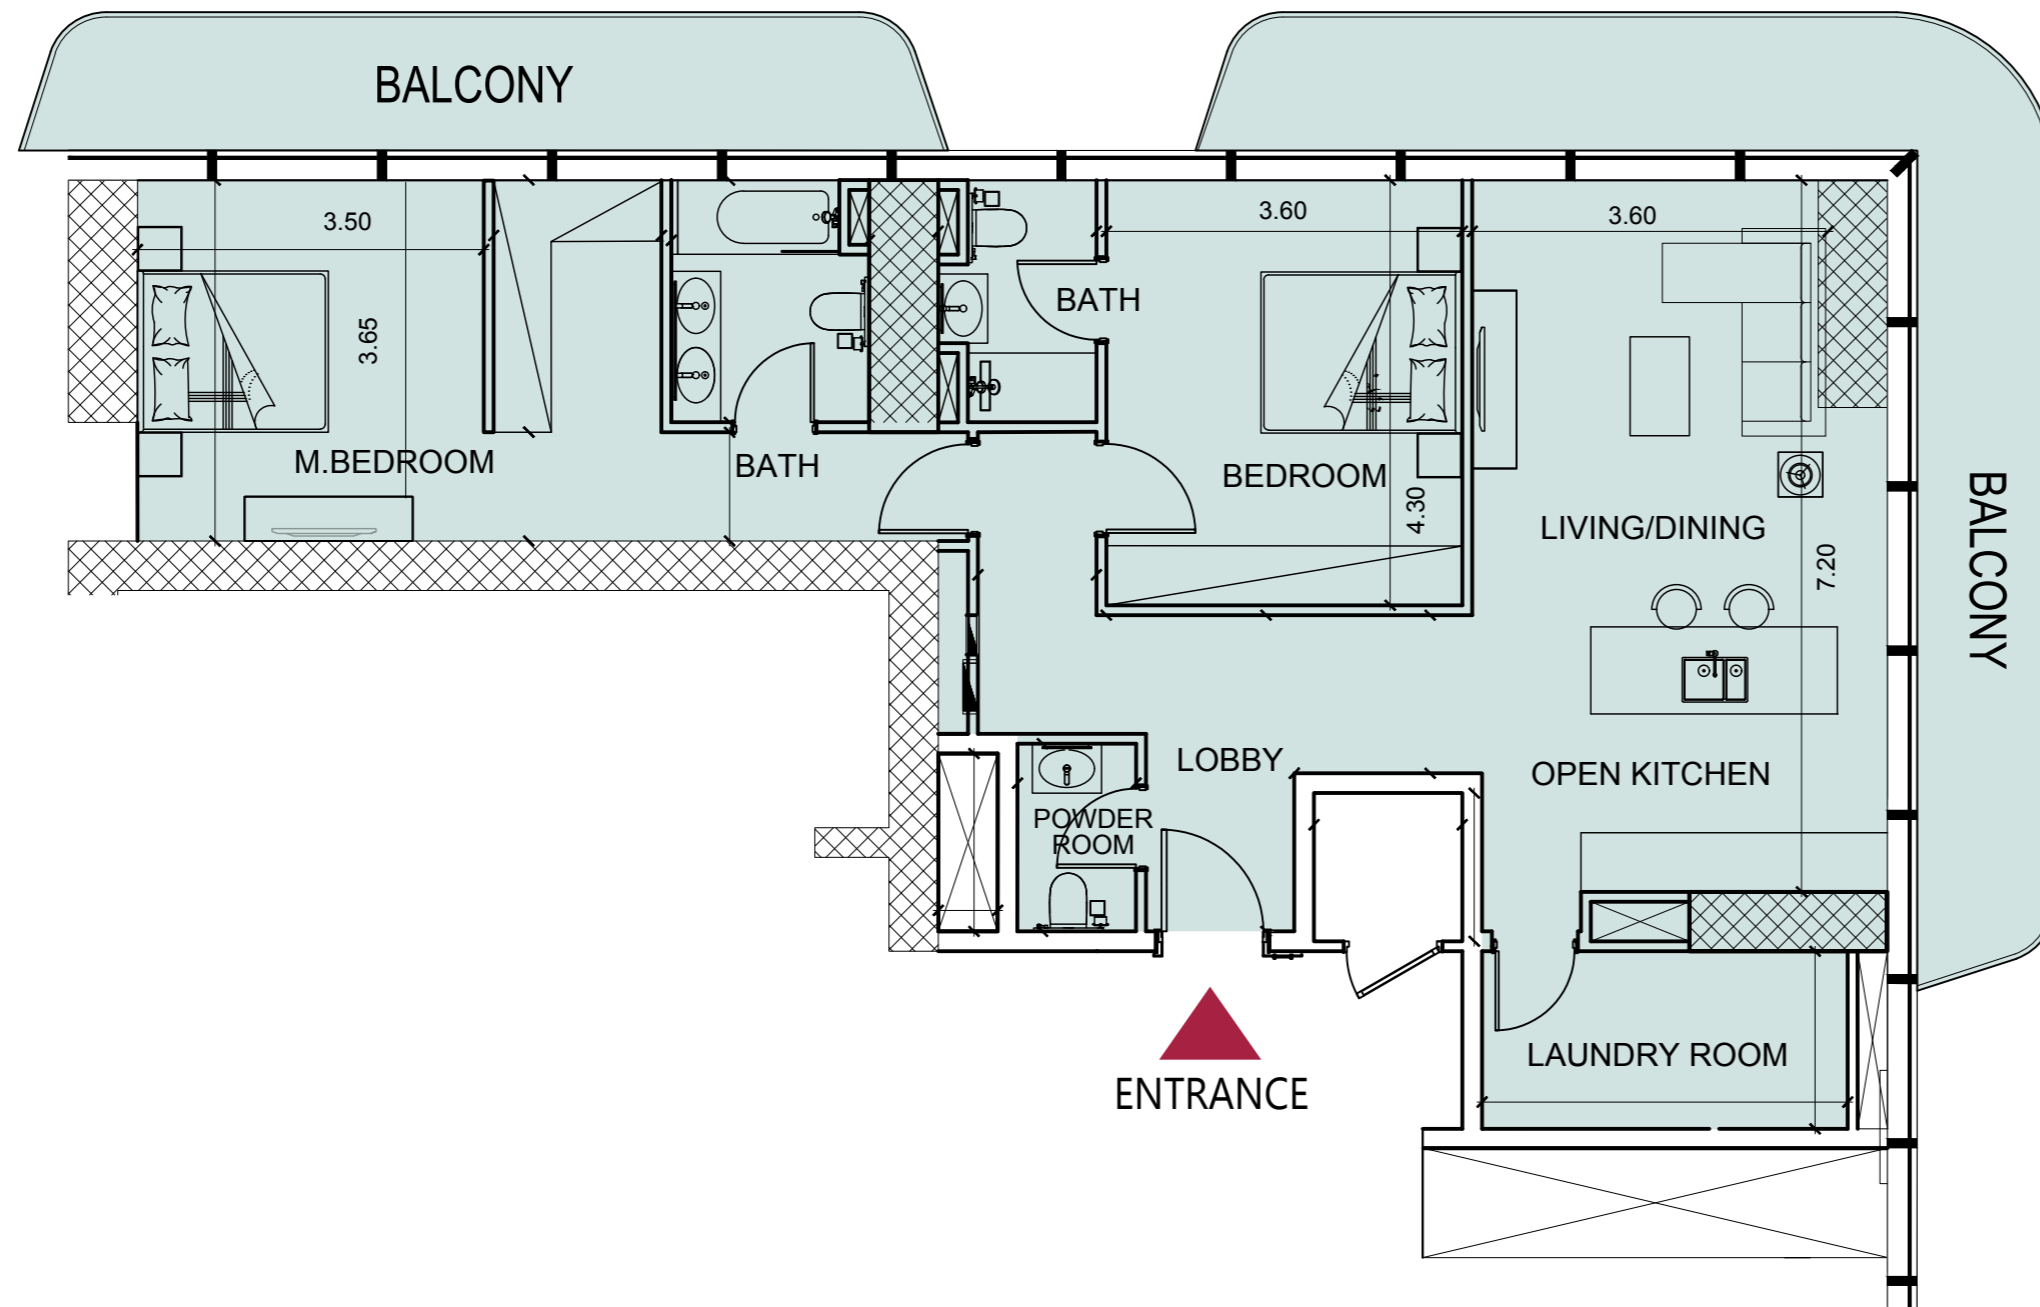 BALCONY
3.50
3.60
3.60
BATH
3.65
M.BEDROOM
BATH
BEDROOM
4.30
LIVING/DINING
7.20
BALCONY
LOBBY
OPEN KITCHEN
POWDER
ROOM
LAUNDRY ROOM
ENTRANCE